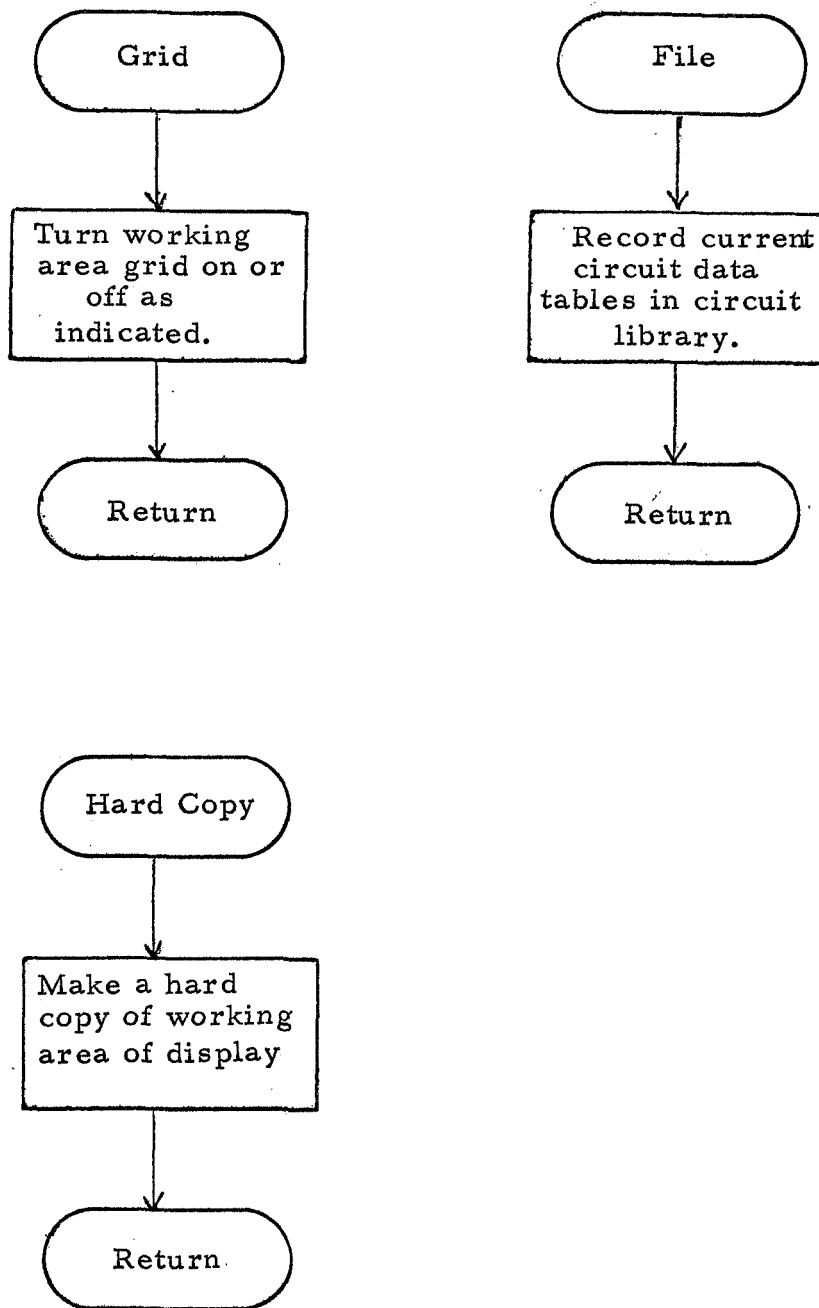 Grid
Turn working
area grid on or
off as
indicated.
Return
File
Record current
circuit data
tables in circuit
library.
Return
Hard Copy
Make a hard
copy of working
area of display
Return